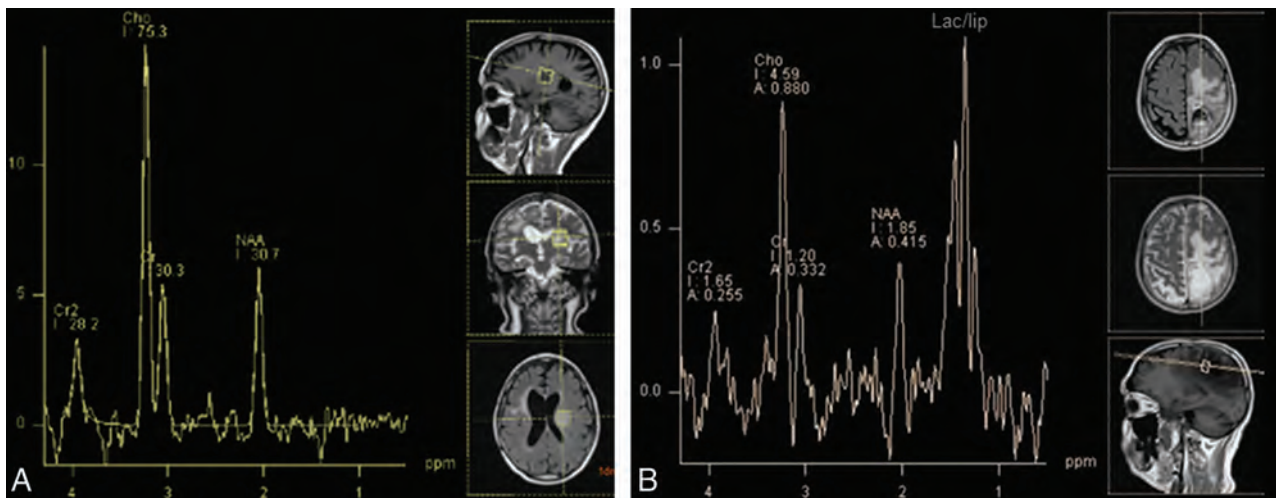 Cho
I : 75.3
10
5
0
Cr2
I : 28.2
Cr
30.3
NAA
I : 30.7
4
3
2
1
ppm
A
Lac/lip
1.0
0.5
0.0
Cho
I : 4.59
A: 0.880
Cr2
I : 1.65
A: 0.255
Cr
I : 1.20
A: 0.332
NAA
I : 1.85
A: 0.415
4
3
2
1
ppm
B